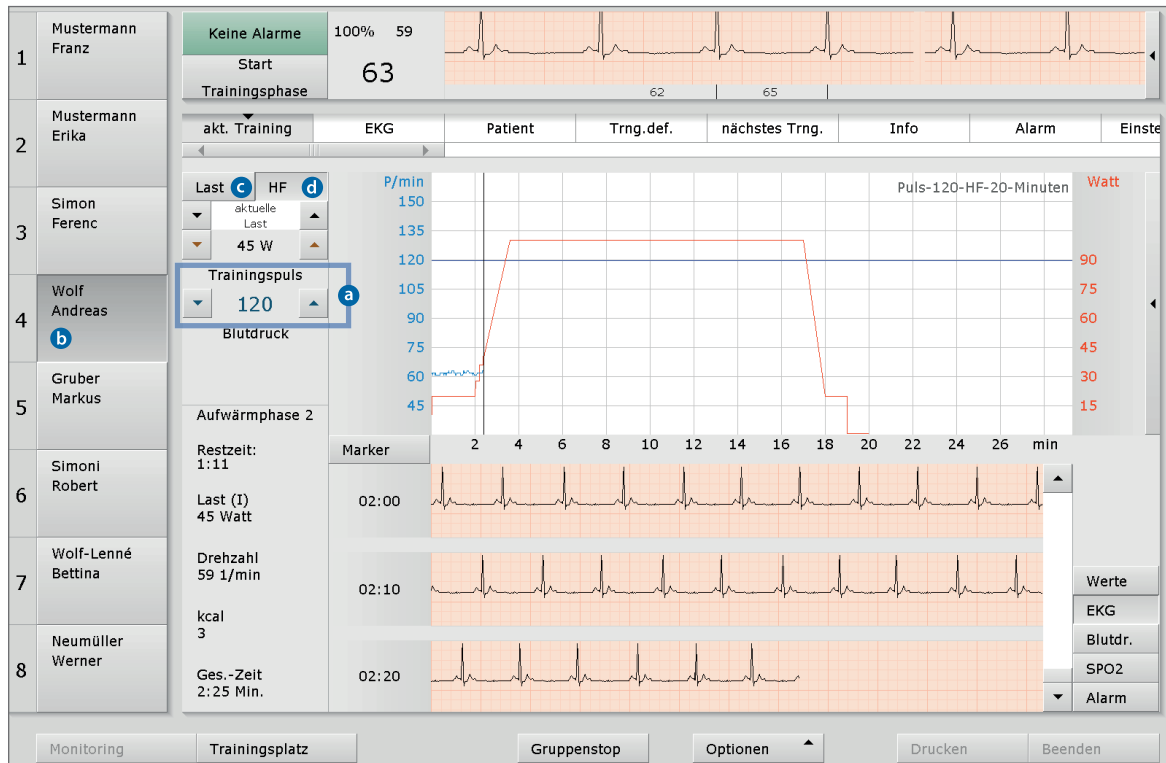 1
Mustermann
Franz
2
Mustermann
Erika
3
Simon
Ferenc
4
Wolf
Andreas
b
5
Gruber
Markus
6
Simoni
Robert
7
Wolf-Lenné
Bettina
8
Neumüller
Werner
Keine Alarme
Start
Trainingsphase
100% 59
63
62 65
akt. Training EKG Patient Trng.def. nächstes Trng. Info Alarm Einste
Last c HF d
aktuelle
Last
45 W
Trainingspuls
120
a
Blutdruck
Aufwärmphase 2
Restzeit:
1:11
Last (I)
45 Watt
Drehzahl
59 1/min
kcal
3
Ges.-Zeit
2:25 Min.
P/min
150
135
120
105
90
75
60
45
Puls-120-HF-20-Minuten
Watt
90
75
60
45
30
15
2 4 6 8 10 12 14 16 18 20 22 24 26 min
Marker
02:00
02:10
02:20
Werte
EKG
Blutdr.
SPO2
Alarm
Monitoring Trainingsplatz Gruppenstop Optionen Drucken Beenden